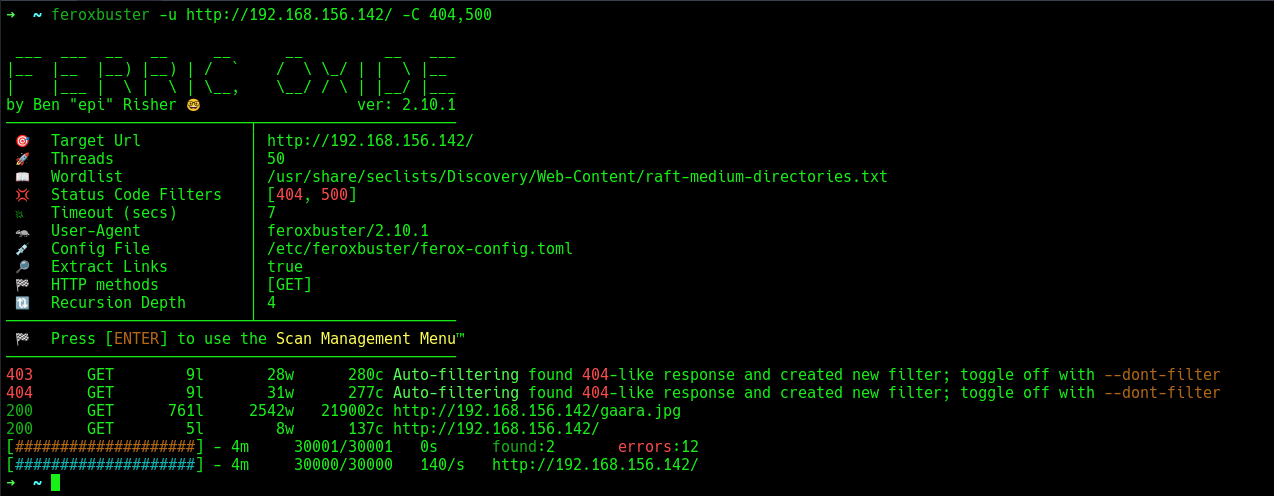 → ~ feroxbuster -u http://192.168.156.142/ -C 404,500
 ___  ___  __   __     __      __         __   ___
|__  |__  |__) |__) | /  `    /  \ \_/ | |  \ |__
|    |___ |  \ |  \ | \__,    \__/ / \ | |__/ |___
by Ben "epi" Risher 🤓                 ver: 2.10.1
───────────────────────────┬──────────────────────
🎯 Target Url │ http://192.168.156.142/
🚀 Threads │ 50
📖 Wordlist │ /usr/share/seclists/Discovery/Web-Content/raft-medium-directories.txt
💢 Status Code Filters │ [404, 500]
💥 Timeout (secs) │ 7
🦡 User-Agent │ feroxbuster/2.10.1
💉 Config File │ /etc/feroxbuster/ferox-config.toml
🔎 Extract Links │ true
🏁 HTTP methods │ [GET]
🔃 Recursion Depth │ 4
───────────────────────────┴──────────────────────
🏁 Press [ENTER] to use the Scan Management Menu™
──────────────────────────────────────────────────
403 GET 9l 28w 280c Auto-filtering found 404-like response and created new filter; toggle off with --dont-filter
404 GET 9l 31w 277c Auto-filtering found 404-like response and created new filter; toggle off with --dont-filter
200 GET 761l 2542w 219002c http://192.168.156.142/gaara.jpg
200 GET 5l 8w 137c http://192.168.156.142/
[####################] - 4m 30001/30001 0s found:2 errors:12
[####################] - 4m 30000/30000 140/s http://192.168.156.142/
→ ~